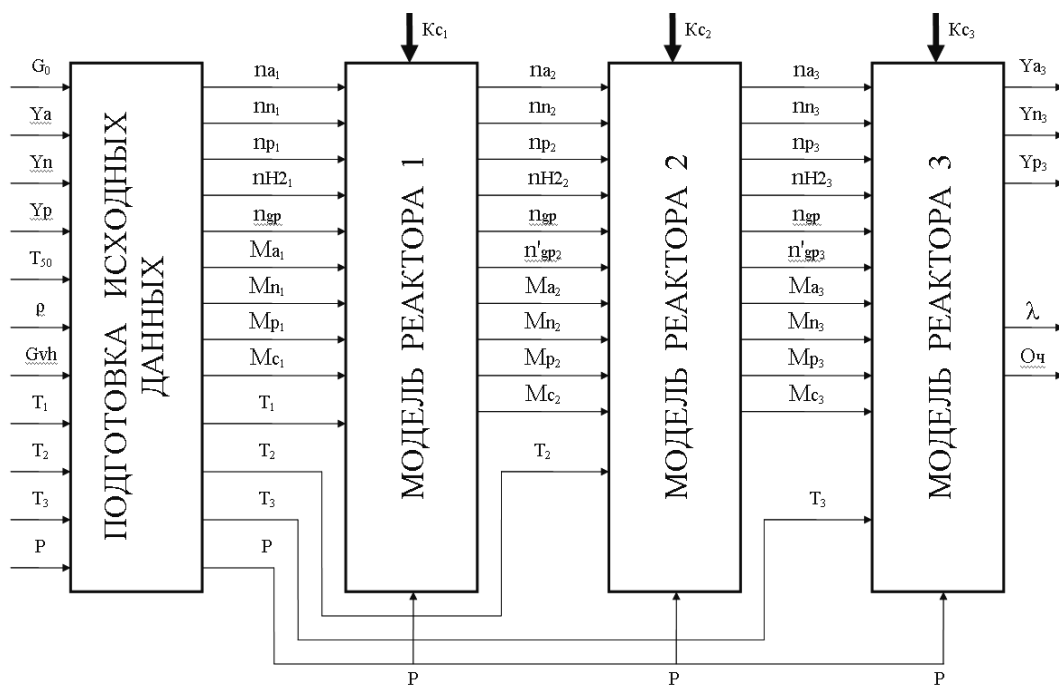 Kc₁
Kc₂
Kc₃
G₀
Ya
Yn
Yp
T₅₀
ρ
Gvh
T₁
T₂
T₃
P
ПОДГОТОВКА ИСХОДНЫХ
ДАННЫХ
na₁
nn₁
np₁
nH2₁
ngp
Ma₁
Mn₁
Mp₁
Mc₁
T₁
T₂
T₃
P
МОДЕЛЬ РЕАКТОРА 1
na₂
nn₂
np₂
nH2₂
ngp
n'gp₂
Ma₂
Mn₂
Mp₂
Mc₂
T₂
МОДЕЛЬ РЕАКТОРА 2
na₃
nn₃
np₃
nH2₃
ngp
n'gp₃
Ma₃
Mn₃
Mp₃
Mc₃
T₃
МОДЕЛЬ РЕАКТОРА 3
Ya₃
Yn₃
Yp₃
λ
Oч
P
P
P